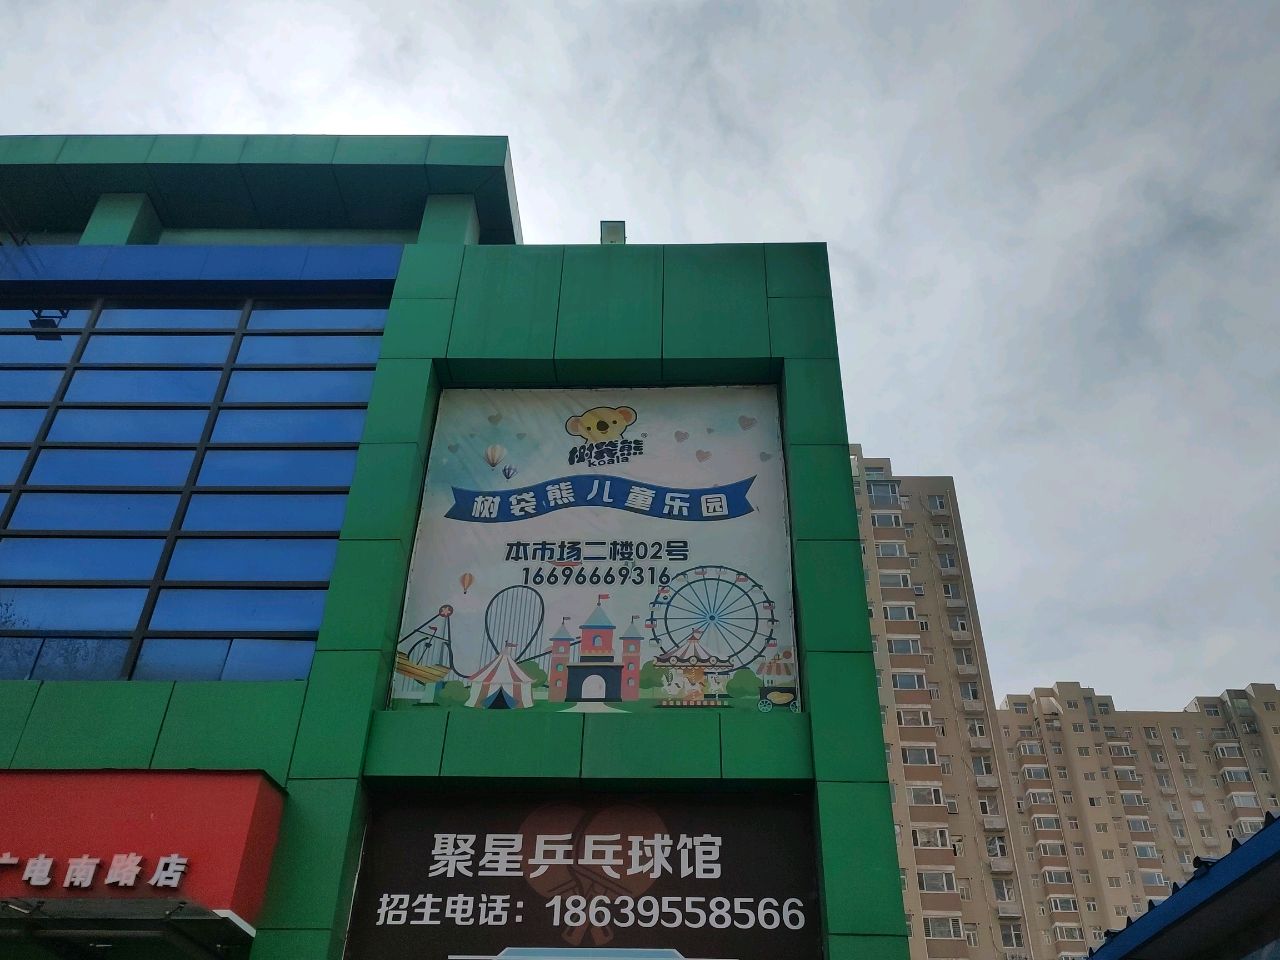 树袋熊
Koala
树袋熊儿童乐园
本市场二楼02号
16696669316
聚星乒乓球馆
招生电话：18639558566
广电南路店